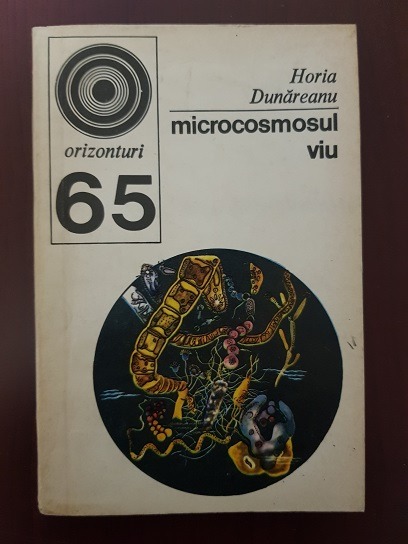 orizonturi
65
Horia
Dunăreanu
microcosmosul
viu